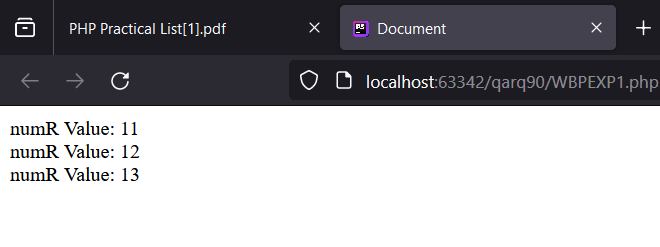 PHP Practical List[1].pdf
Document
localhost:63342/qarq90/WBPEXP1.php
numR Value: 11
numR Value: 12
numR Value: 13